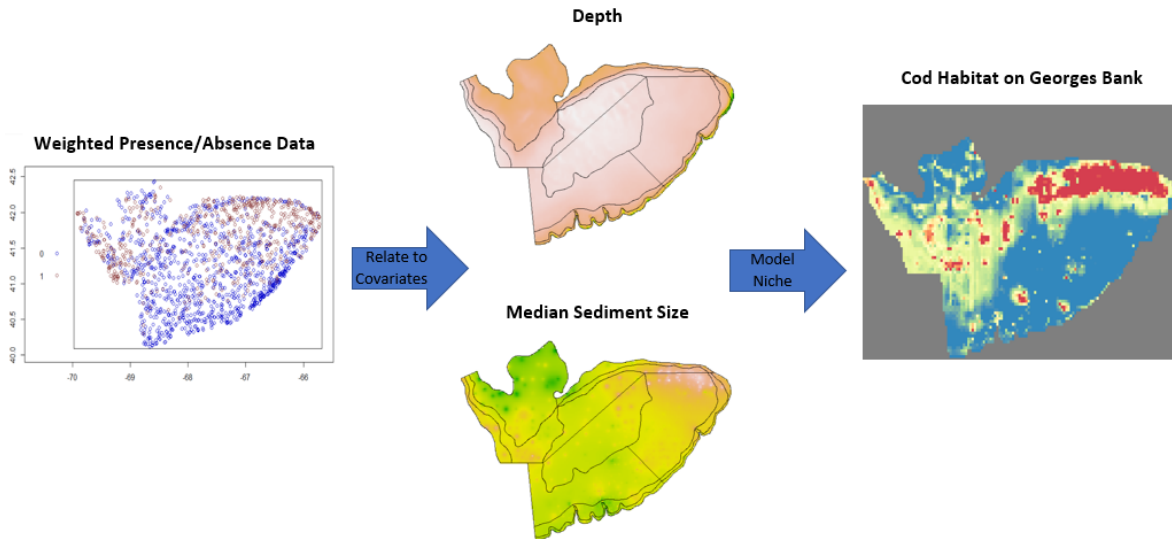 Depth
Cod Habitat on Georges Bank
Weighted Presence/Absence Data
42.5
42.0
41.5
41.0
40.5
40.0
0
1
-70
-69
-68
-67
-66
Relate to
Covariates
Model
Niche
Median Sediment Size